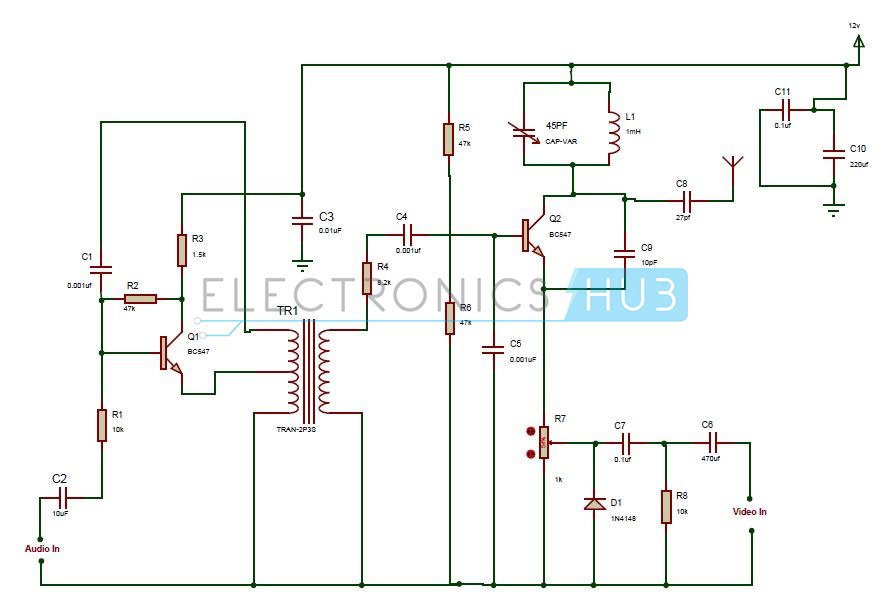 12v
C11
0.1uf
C10
220uf
45PF
CAP-VAR
L1
1mH
R5
47k
C8
27pf
Q2
BC547
C9
10pF
C3
0.01uF
C4
0.001uf
R3
1.5k
R4
8.2k
C1
0.001uf
R2
47k
ELECTRONICS HUB
TR1
R6
47k
Q1
BC547
C5
0.001uF
R1
10k
TRAN-2P3S
R7
1k
C7
0.1uf
C6
470uf
C2
10uF
D1
1N4148
R8
10k
Video In
Audio In